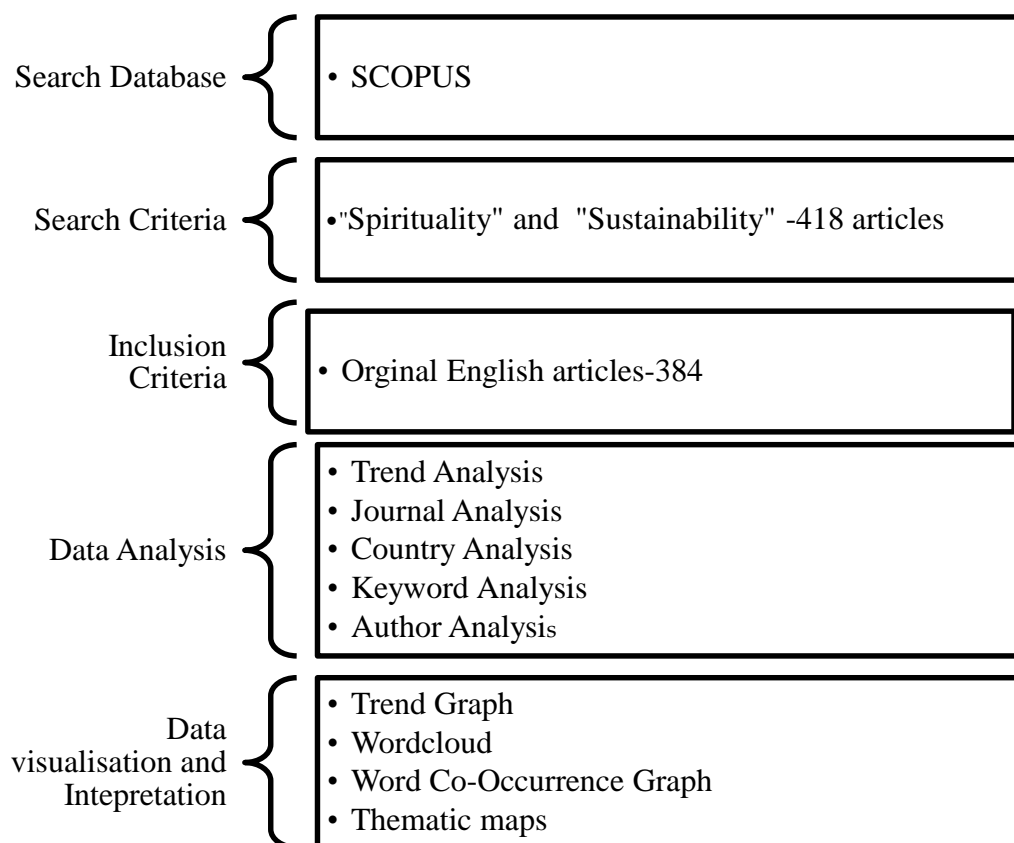 Search Database
• SCOPUS
Search Criteria
•"Spirituality" and "Sustainability" -418 articles
Inclusion
Criteria
• Orginal English articles-384
Data Analysis
• Trend Analysis
• Journal Analysis
• Country Analysis
• Keyword Analysis
• Author Analysis
Data
visualisation and
Intepretation
• Trend Graph
• Wordcloud
• Word Co-Occurrence Graph
• Thematic maps